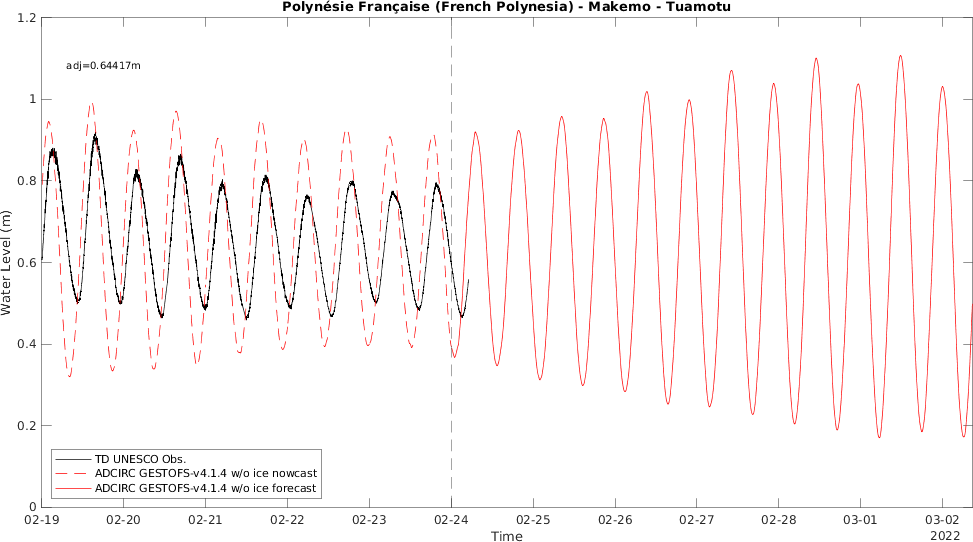 Polynésie Française (French Polynesia) - Makemo - Tuamotu
1.2
adj=0.64417m
1
0.8
0.6
0.4
0.2
0
Water Level (m)
TD UNESCO Obs.
ADCIRC GESTOFS-v4.1.4 w/o ice nowcast
ADCIRC GESTOFS-v4.1.4 w/o ice forecast
02-19 02-20 02-21 02-22 02-23 02-24 02-25 02-26 02-27 02-28 03-01 03-02
Time 2022